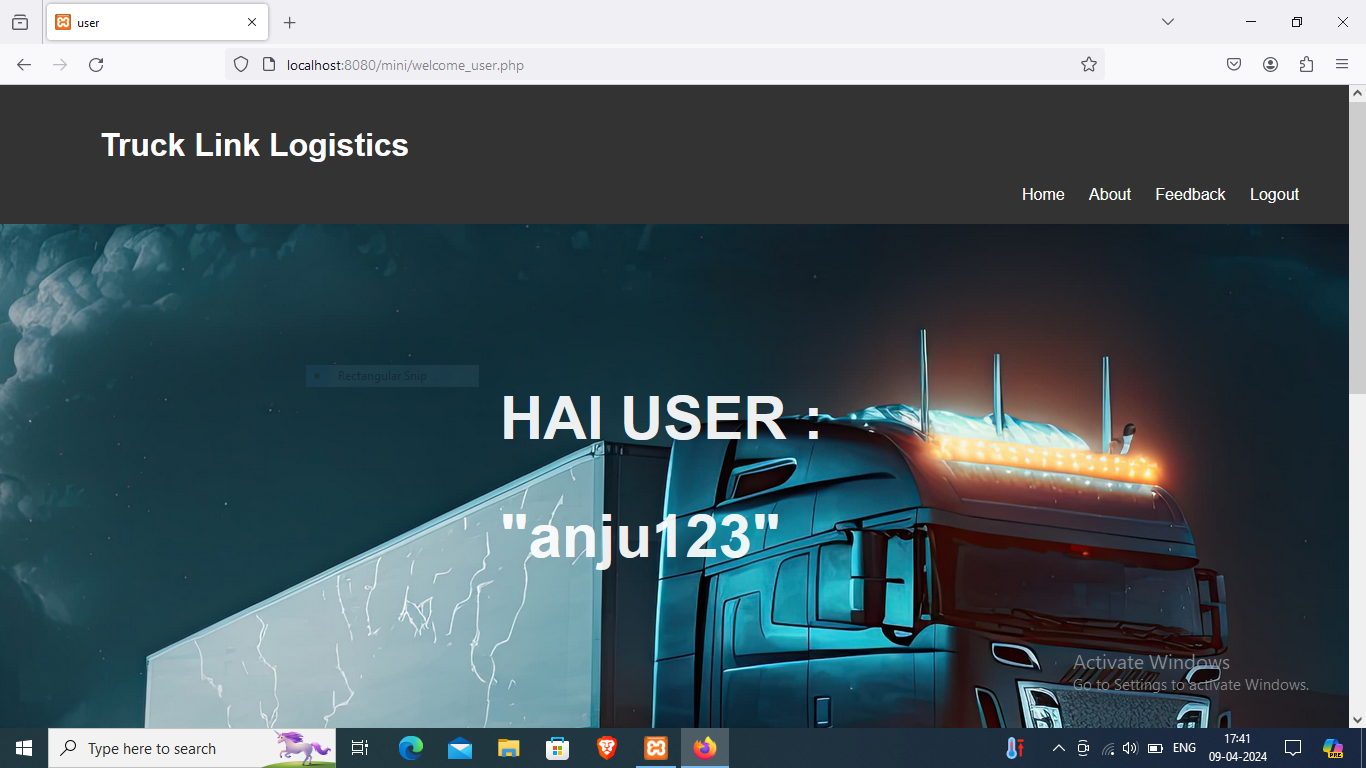 user
localhost:8080/mini/welcome_user.php
Truck Link Logistics
Home About Feedback Logout
Rectangular Snip
HAI USER :
"anju123"
Activate Windows
Go to Settings to activate Windows.
Type here to search
ENG
17:41
09-04-2024
PRE